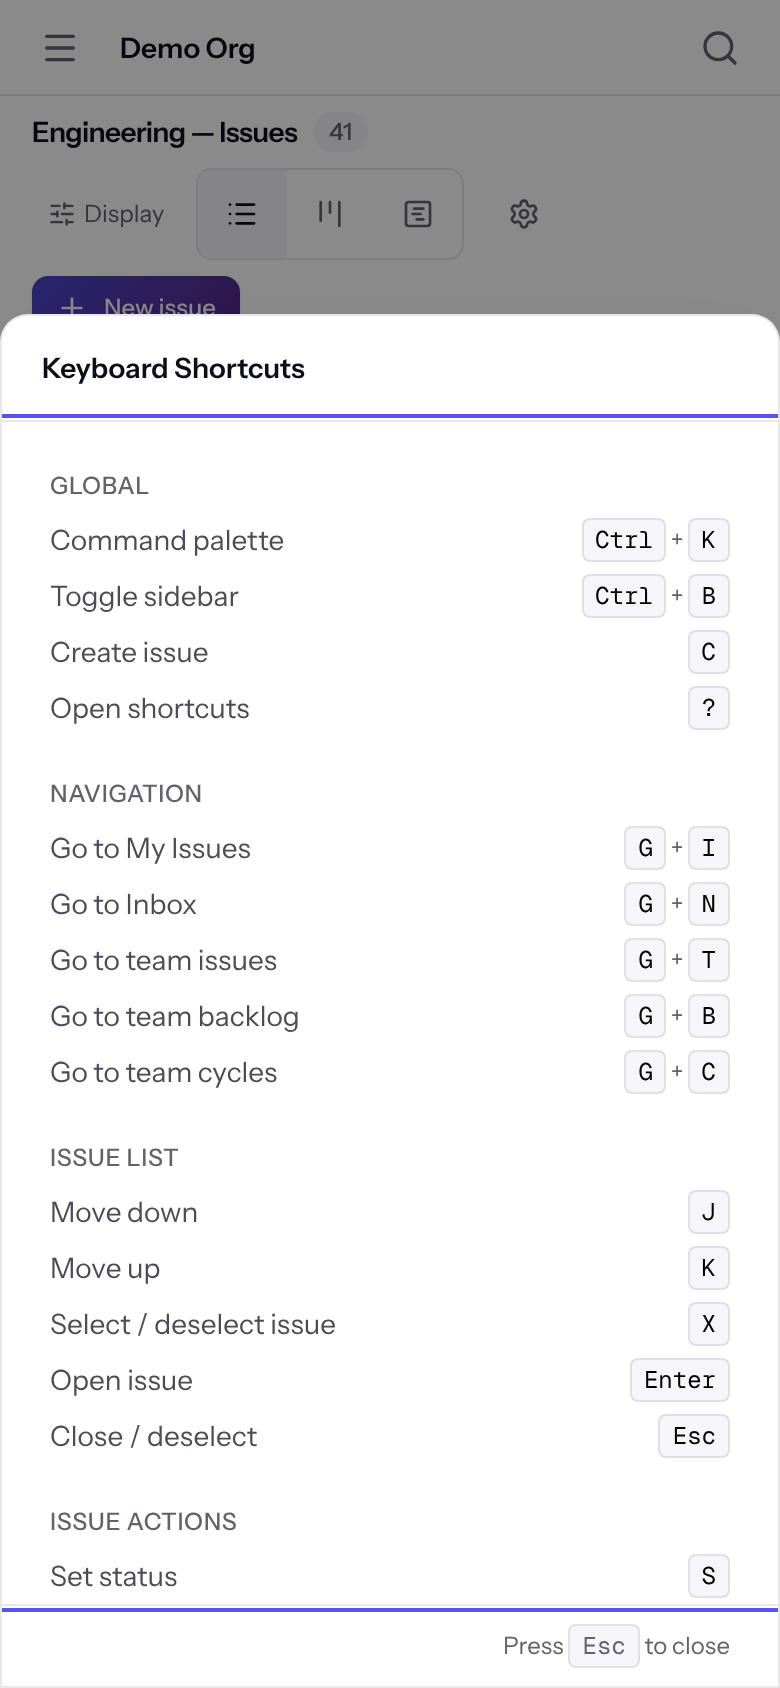 Demo Org
Engineering — Issues 41
Display
New issue
Keyboard Shortcuts
GLOBAL
Command palette Ctrl + K
Toggle sidebar Ctrl + B
Create issue C
Open shortcuts ?
NAVIGATION
Go to My Issues G + I
Go to Inbox G + N
Go to team issues G + T
Go to team backlog G + B
Go to team cycles G + C
ISSUE LIST
Move down J
Move up K
Select / deselect issue X
Open issue Enter
Close / deselect Esc
ISSUE ACTIONS
Set status S
Press Esc to close